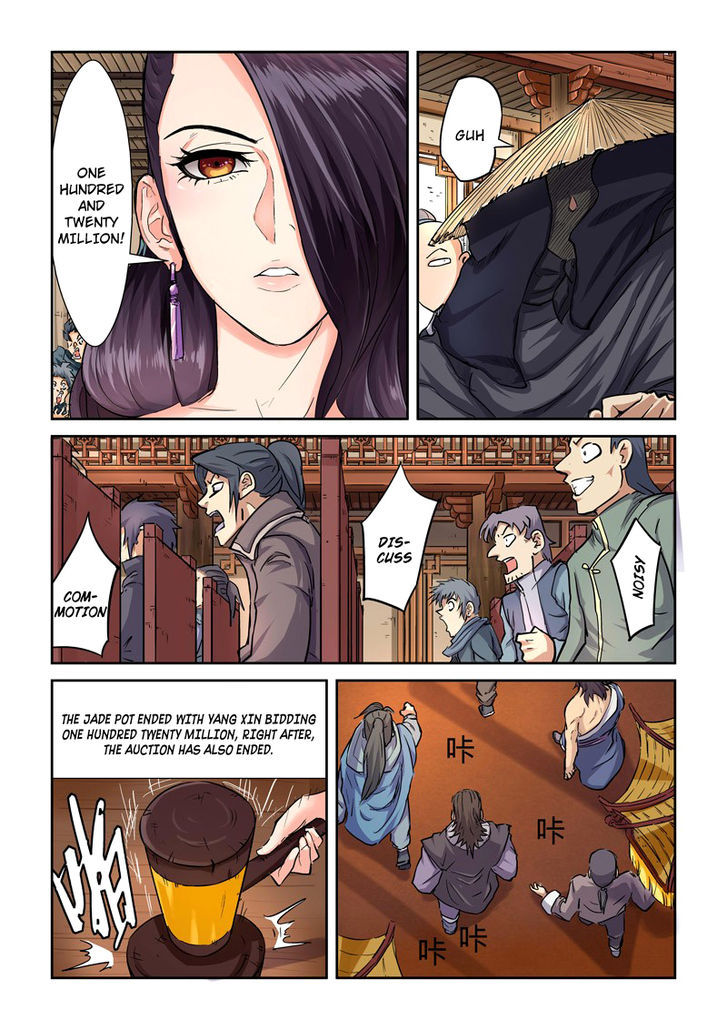 ONE
HUNDRED
AND
TWENTY
MILLION!
GUH
COM-
MOTION
DIS-
CUSS
NOISY
THE JADE POT ENDED WITH YANG XIN BIDDING
ONE HUNDRED TWENTY MILLION, RIGHT AFTER,
THE AUCTION HAS ALSO ENDED.
咔
咔
咔
咔